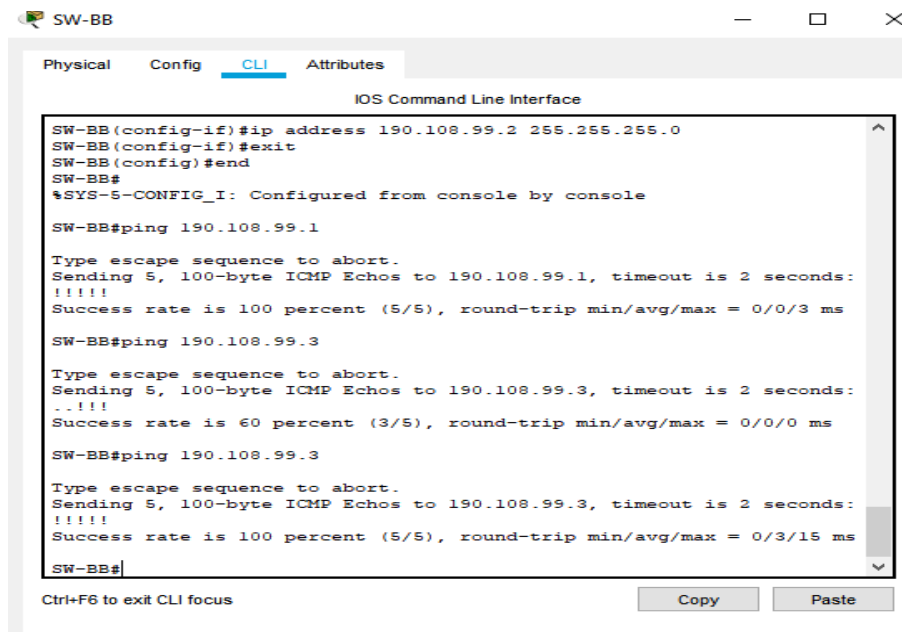 SW-BB
Physical Config CLI Attributes
IOS Command Line Interface
SW-BB(config-if)#ip address 190.108.99.2 255.255.255.0
SW-BB(config-if)#exit
SW-BB(config)#end
SW-BB#
%SYS-5-CONFIG_I: Configured from console by console
SW-BB#ping 190.108.99.1
Type escape sequence to abort.
Sending 5, 100-byte ICMP Echos to 190.108.99.1, timeout is 2 seconds:
!!!!!
Success rate is 100 percent (5/5), round-trip min/avg/max = 0/0/3 ms
SW-BB#ping 190.108.99.3
Type escape sequence to abort.
Sending 5, 100-byte ICMP Echos to 190.108.99.3, timeout is 2 seconds:
..!!!
Success rate is 60 percent (3/5), round-trip min/avg/max = 0/0/0 ms
SW-BB#ping 190.108.99.3
Type escape sequence to abort.
Sending 5, 100-byte ICMP Echos to 190.108.99.3, timeout is 2 seconds:
!!!!!
Success rate is 100 percent (5/5), round-trip min/avg/max = 0/3/15 ms
SW-BB#
Ctrl+F6 to exit CLI focus
Copy Paste